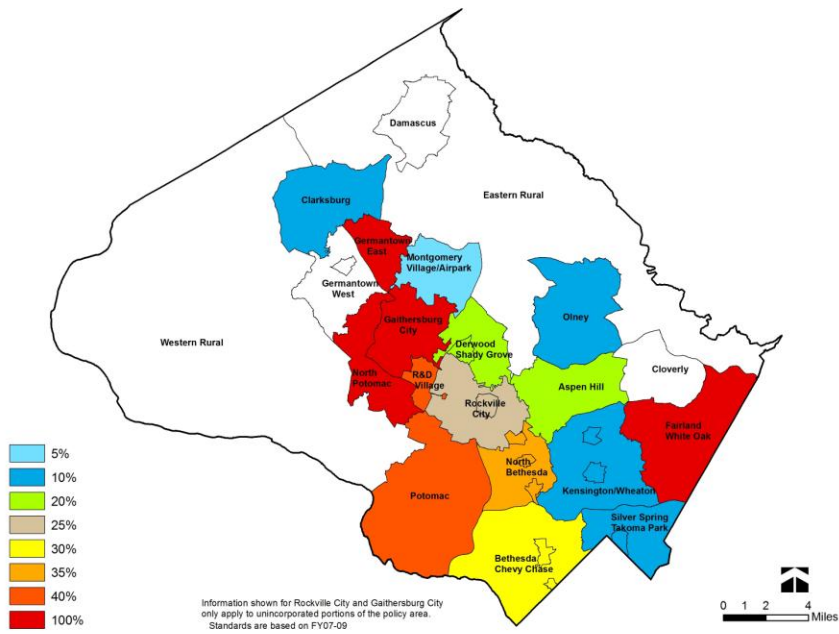 Damascus
Clarksburg
Eastern Rural
Germantown
East
Montgomery
Village/Airpark
Germantown
West
Olney
Gaithersburg
City
Western Rural
Derwood
Shady Grove
Cloverly
North
Potomac
R&D
Village
Aspen Hill
Rockville
City
Fairland
White Oak
North
Bethesda
Potomac
Kensington/Wheaton
Silver Spring
Takoma Park
Bethesda
Chevy Chase
5%
10%
20%
25%
30%
35%
40%
100%
Information shown for Rockville City and Gaithersburg City
only apply to unincorporated portions of the policy area.
Standards are based on FY07-09
0 2 4
Miles